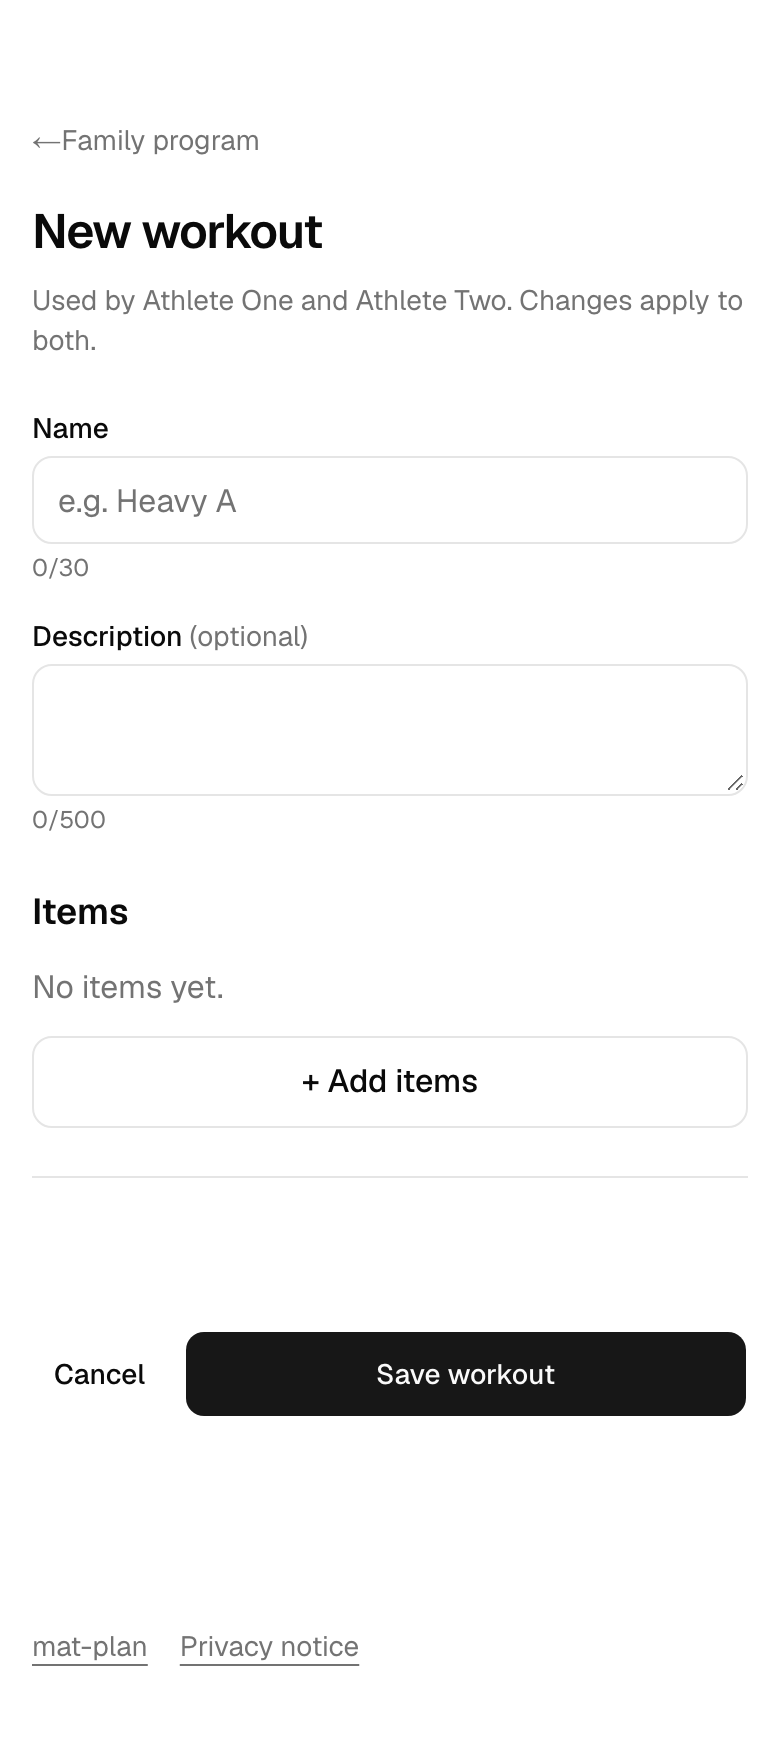 ←Family program
New workout
Used by Athlete One and Athlete Two. Changes apply to
both.
Name
e.g. Heavy A
0/30
Description (optional)
0/500
Items
No items yet.
+ Add items
Cancel
Save workout
mat-plan Privacy notice